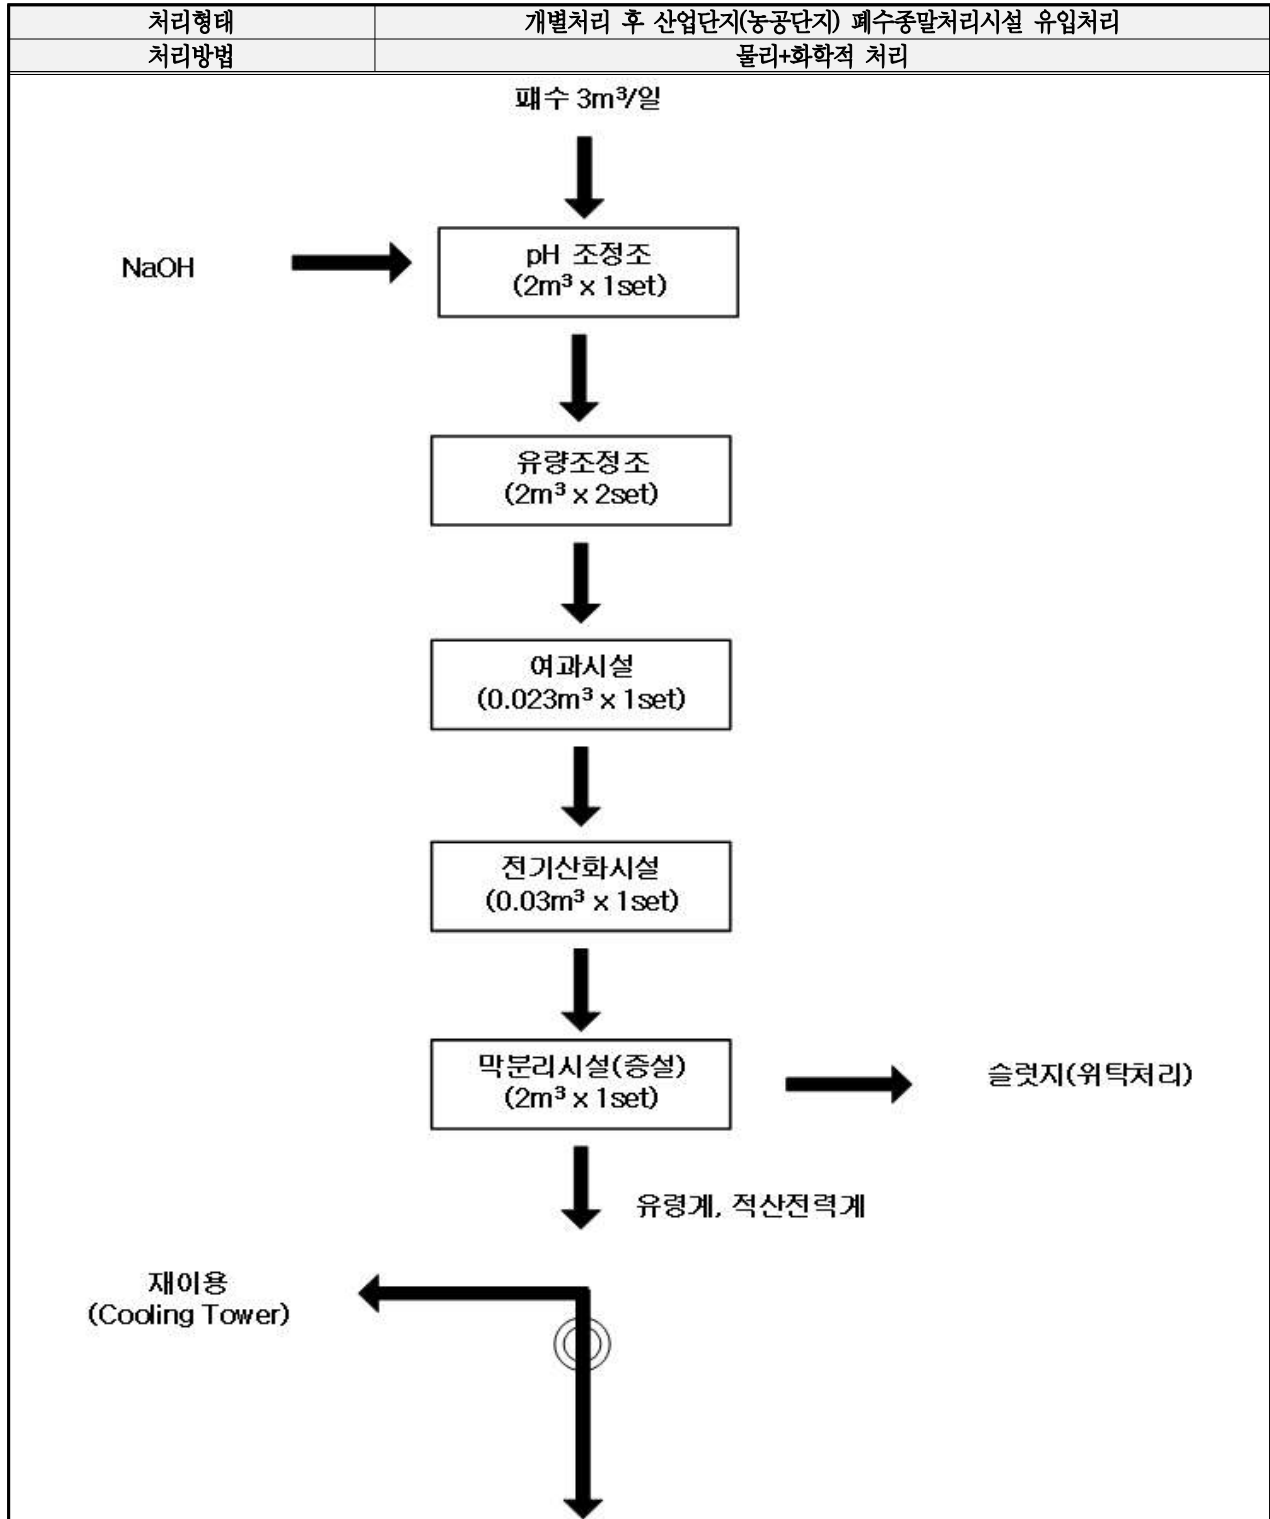 처리형태 개별처리 후 산업단지(농공단지) 폐수종말처리시설 유입처리
처리방법 물리+화학적 처리
패수 3m³/일
NaOH
pH 조정조
(2m³ x 1set)
유량조정조
(2m³ x 2set)
여과시설
(0.023m³ x 1set)
전기산화시설
(0.03m³ x 1set)
막분리시설(증설)
(2m³ x 1set)
슬럿지(위탁처리)
유령계, 적산전력계
재이용
(Cooling Tower)